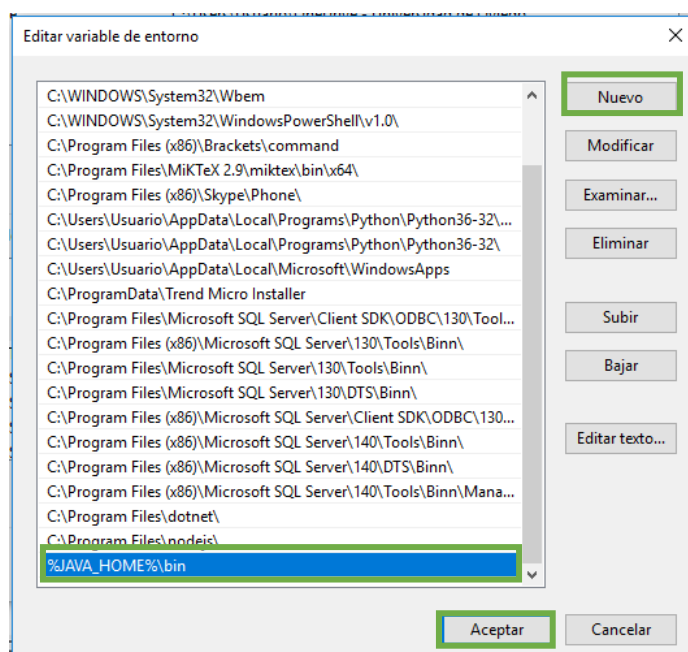 Editar variable de entorno
C:\WINDOWS\System32\Wbem
C:\WINDOWS\System32\WindowsPowerShell\v1.0\
C:\Program Files (x86)\Brackets\command
C:\Program Files\MiKTeX 2.9\miktex\bin\x64\
C:\Program Files (x86)\Skype\Phone\
C:\Users\Usuario\AppData\Local\Programs\Python\Python36-32\...
C:\Users\Usuario\AppData\Local\Programs\Python\Python36-32\
C:\Users\Usuario\AppData\Local\Microsoft\WindowsApps
C:\ProgramData\Trend Micro Installer
C:\Program Files\Microsoft SQL Server\Client SDK\ODBC\130\Tool...
C:\Program Files (x86)\Microsoft SQL Server\130\Tools\Binn\
C:\Program Files\Microsoft SQL Server\130\Tools\Binn\
C:\Program Files\Microsoft SQL Server\130\DTS\Binn\
C:\Program Files (x86)\Microsoft SQL Server\Client SDK\ODBC\130...
C:\Program Files (x86)\Microsoft SQL Server\140\Tools\Binn\
C:\Program Files (x86)\Microsoft SQL Server\140\DTS\Binn\
C:\Program Files (x86)\Microsoft SQL Server\140\Tools\Binn\Mana...
C:\Program Files\dotnet\
C:\Program Files\nodejs\
%JAVA_HOME%\bin
Nuevo
Modificar
Examinar...
Eliminar
Subir
Bajar
Editar texto...
Aceptar
Cancelar